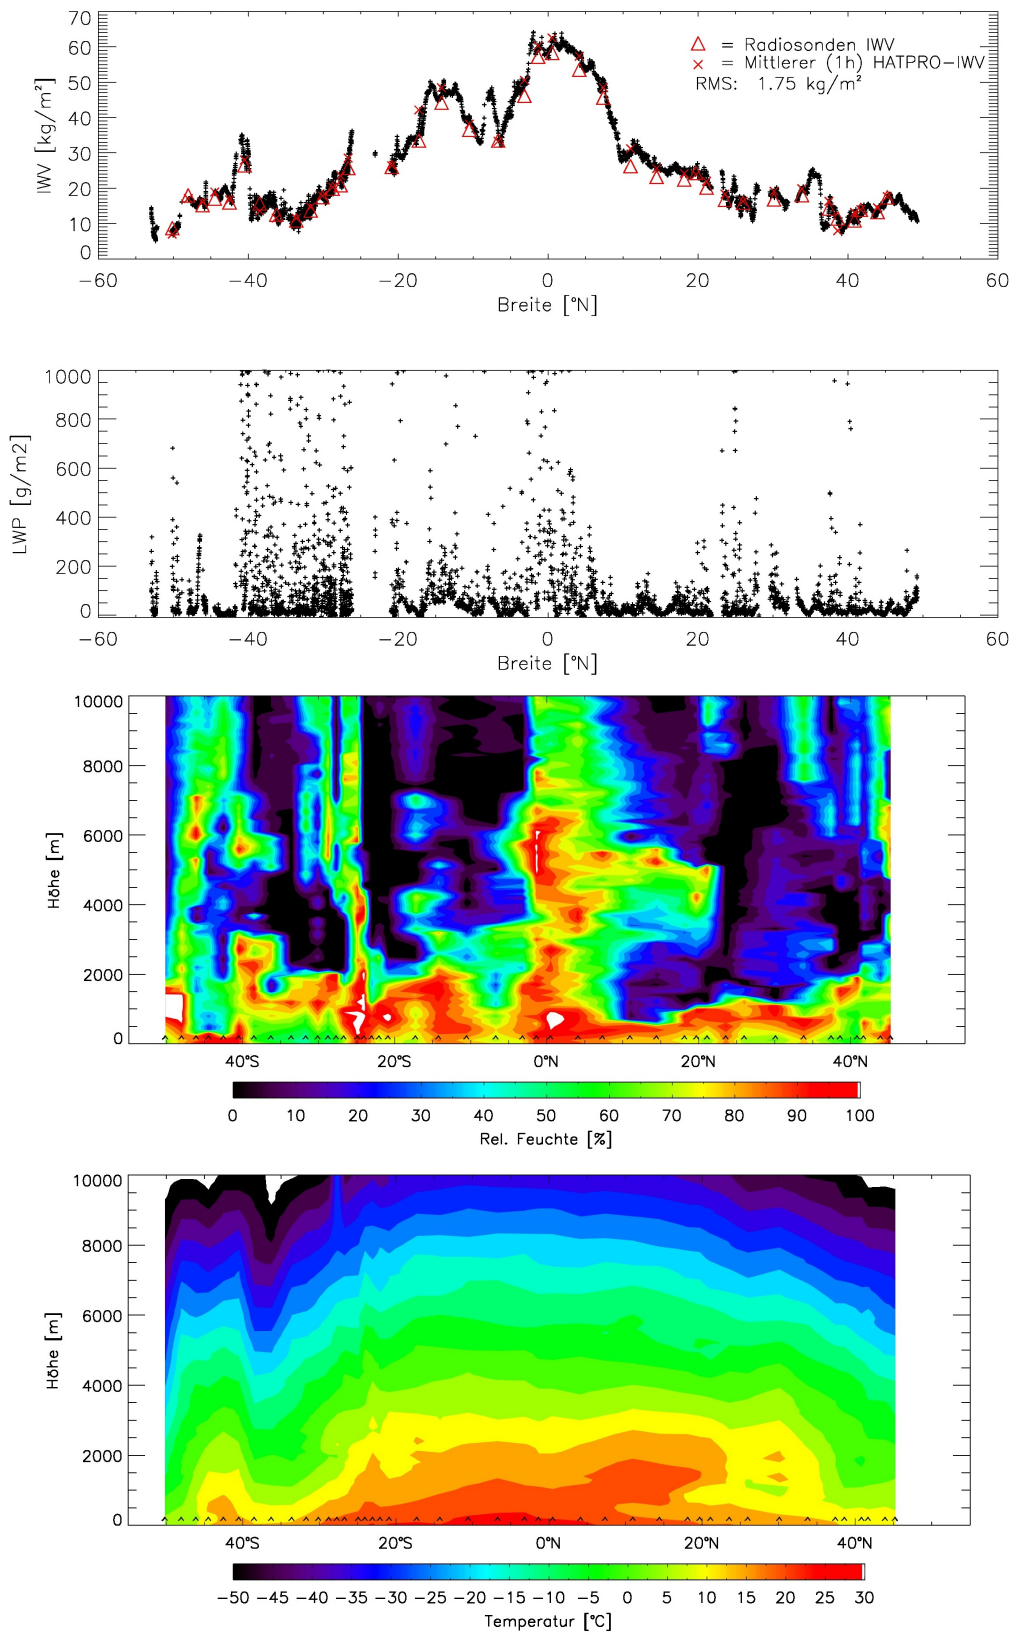 70
60
50
40
30
20
10
0
IWV [kg/m²]
△ = Radiosonden IWV
× = Mittlerer (1h) HATPRO-IWV
RMS: 1.75 kg/m²
-60 -40 -20 0 20 40 60
Breite [°N]
1000
800
600
400
200
0
LWP [g/m2]
-60 -40 -20 0 20 40 60
Breite [°N]
10000
8000
6000
4000
2000
0
Höhe [m]
40°S 20°S 0°N 20°N 40°N
0 10 20 30 40 50 60 70 80 90 100
Rel. Feuchte [%]
10000
8000
6000
4000
2000
0
Höhe [m]
40°S 20°S 0°N 20°N 40°N
-50 -40 -35 -30 -25 -20 -15 -10 -5 0 5 10 15 20 25 30
Temperatur [°C]